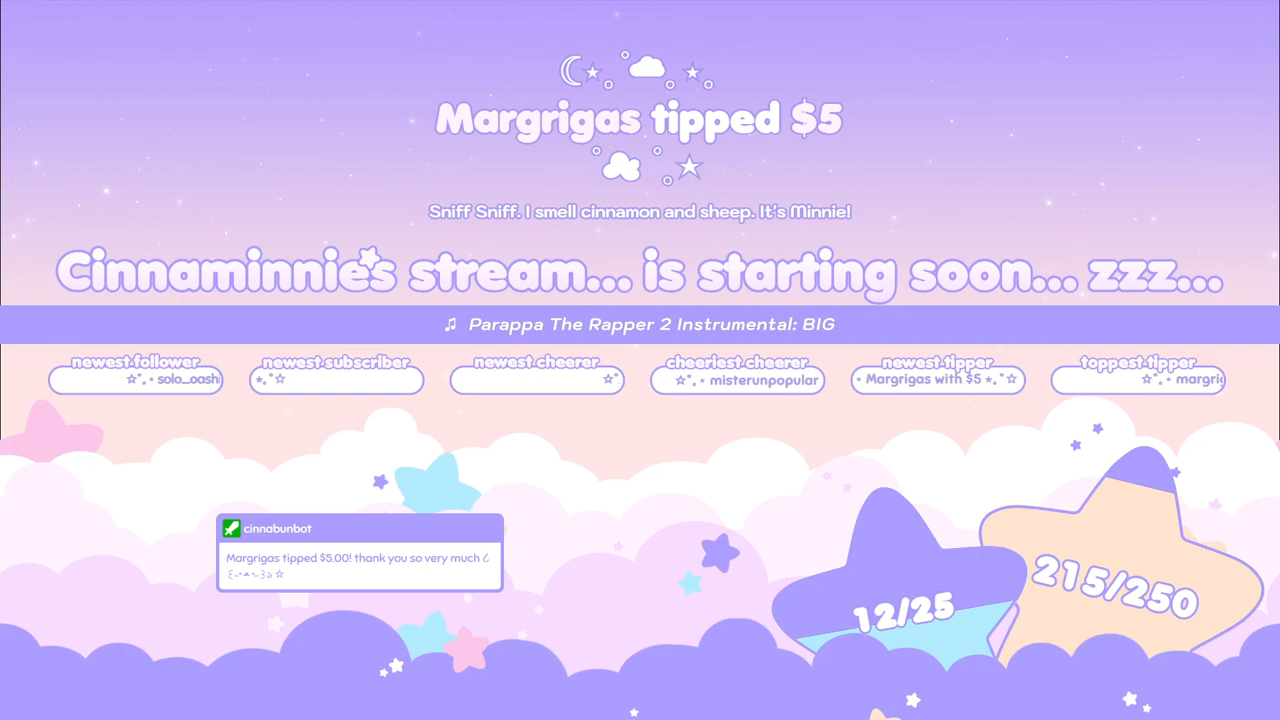 Margrigas tipped $5
Sniff Sniff. I smell cinnamon and sheep. It's Minnie!
Cinnaminnie's stream... is starting soon... zzz...
♫ Parappa The Rapper 2 Instrumental: BIG
newest follower
☆ﾟ.⋆ solo_oash
newest subscriber
⋆.ﾟ☆
newest cheerer
☆ﾟ.
cheeriest cheerer
☆ﾟ.⋆ misterunpopular
newest tipper
⋆ Margrigas with $5 ⋆.ﾟ☆
toppest tipper
☆ﾟ.⋆ margrig
cinnabunbot
Margrigas tipped $5.00! thank you so very much
12/25
215/250